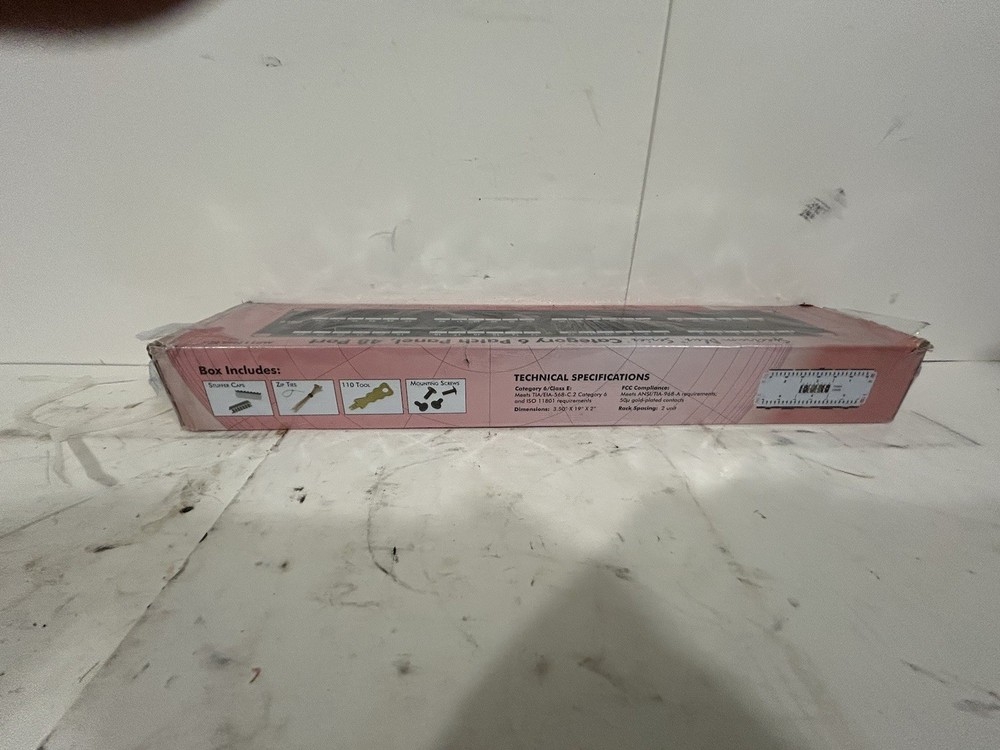 Category 6 Patch Panel, 48 Port
Box Includes:
STUFFER CAPS
ZIP TIES
110 TOOL
MOUNTING SCREWS
TECHNICAL SPECIFICATIONS
Category 6/Class E:
Meets TIA/EIA-568-C.2 Category 6
and ISO 11801 requirements
Dimensions: 3.50" X 19" X 2"
FCC Compliance:
Meets ANSI/TIA-968-A requirements;
50µ gold-plated contacts
Rack Spacing: 2 unit